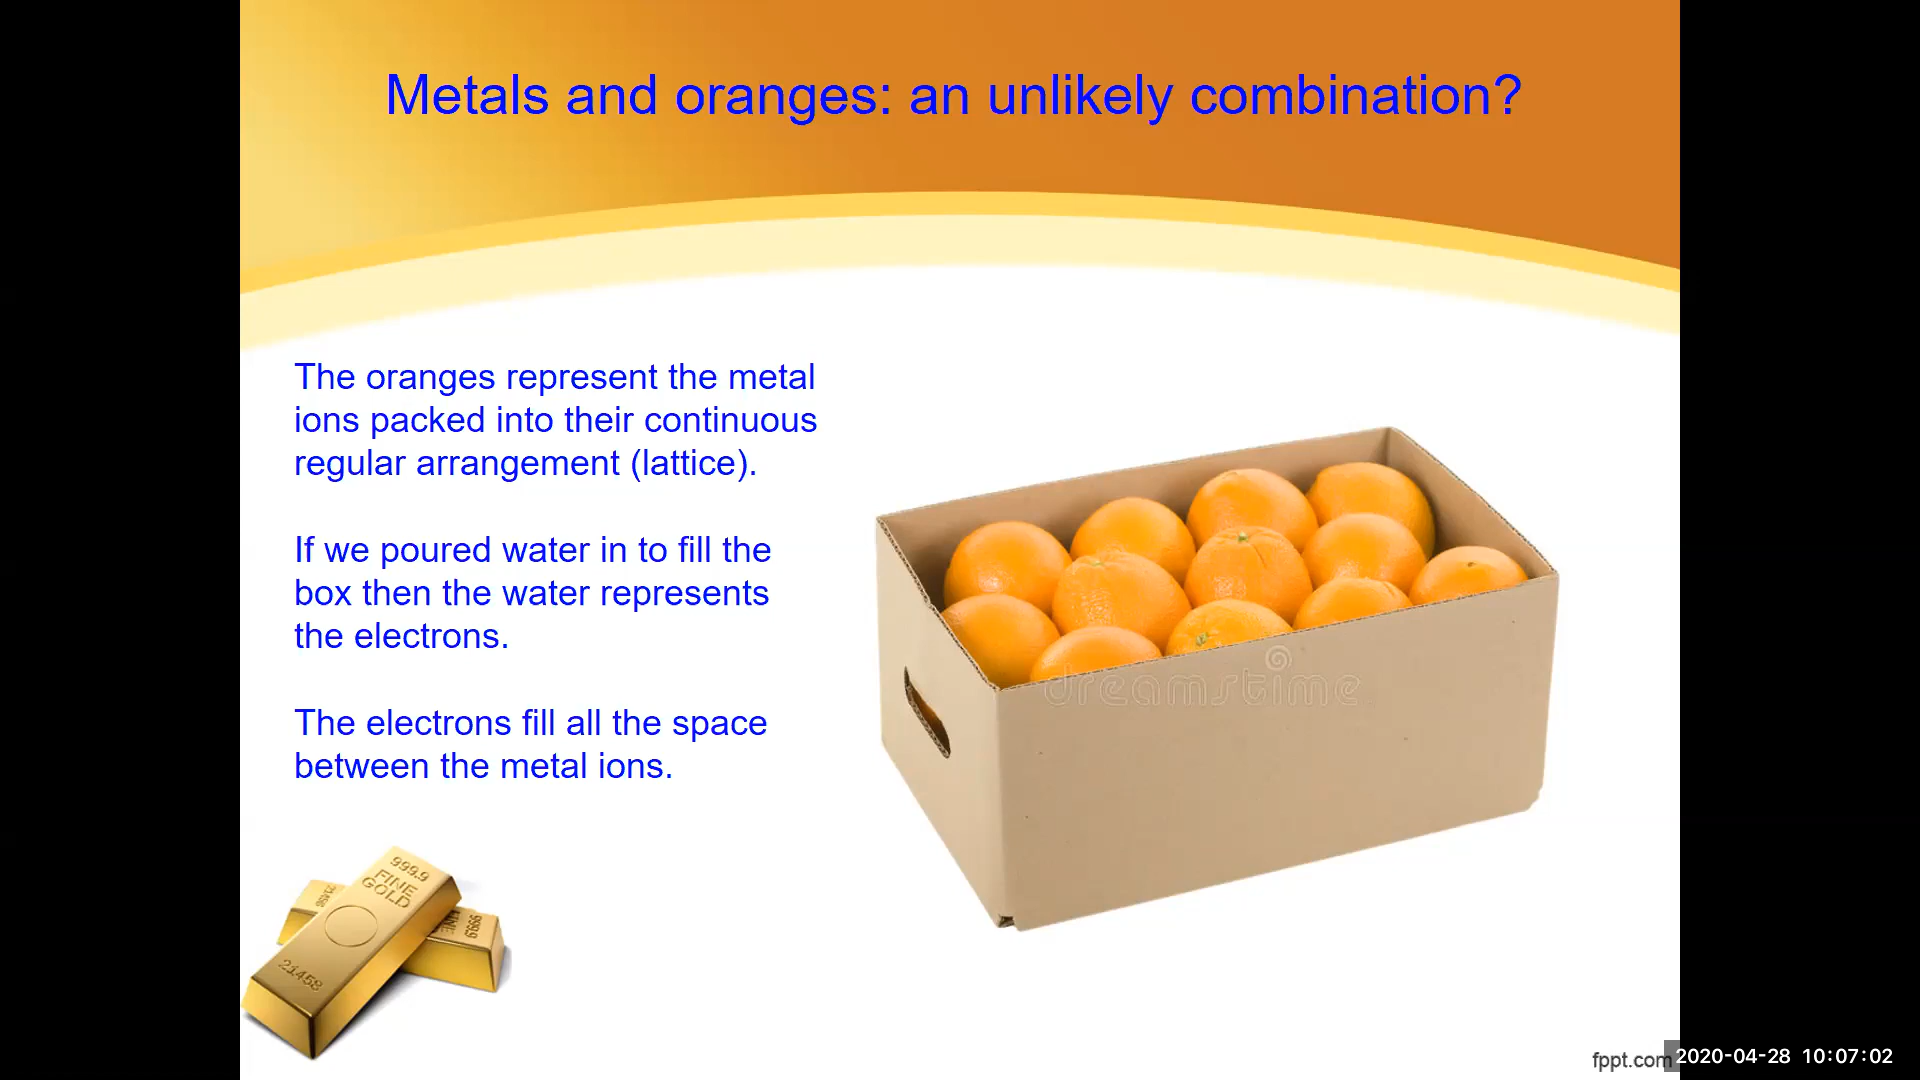 Metals and oranges: an unlikely combination?
The oranges represent the metal
ions packed into their continuous
regular arrangement (lattice).
If we poured water in to fill the
box then the water represents
the electrons.
The electrons fill all the space
between the metal ions.
dreamstime
999.9
FINE
GOLD
21458
fppt.com
2020-04-28 10:07:02